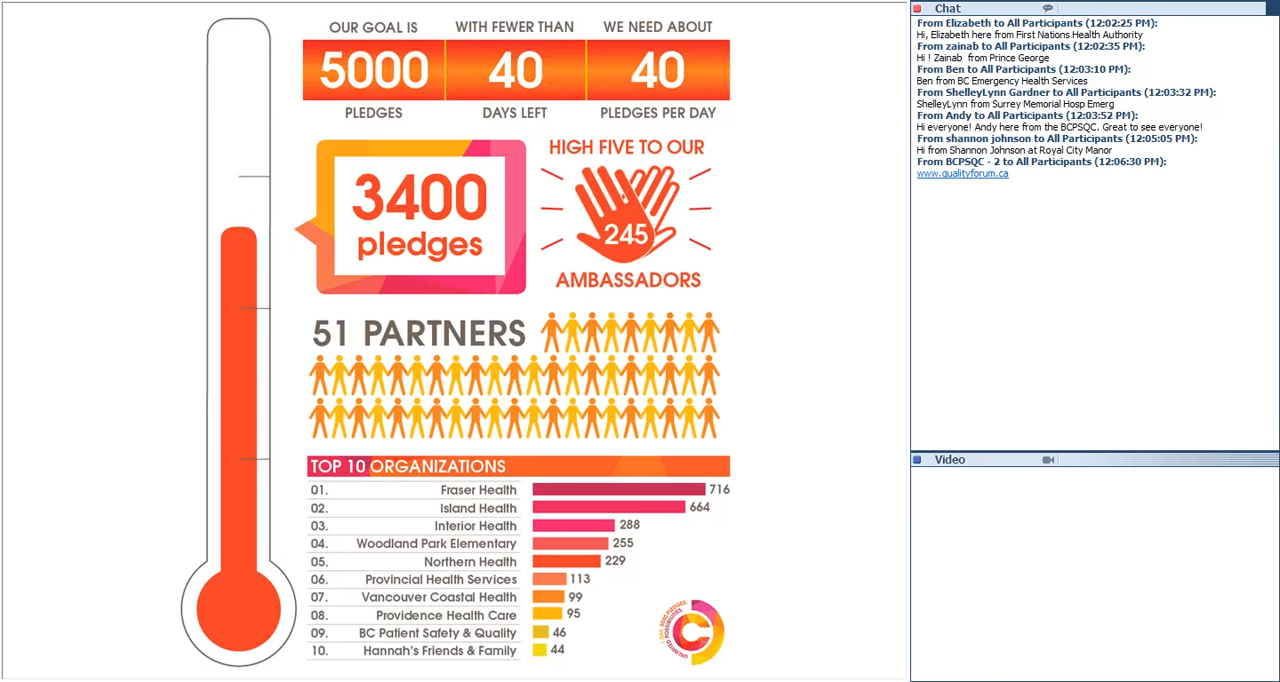 OUR GOAL IS
5000
PLEDGES
WITH FEWER THAN
40
DAYS LEFT
WE NEED ABOUT
40
PLEDGES PER DAY
3400
pledges
HIGH FIVE TO OUR
245
AMBASSADORS
51 PARTNERS
TOP 10 ORGANIZATIONS
01. Fraser Health 716
02. Island Health 664
03. Interior Health 288
04. Woodland Park Elementary 255
05. Northern Health 229
06. Provincial Health Services 113
07. Vancouver Coastal Health 99
08. Providence Health Care 95
09. BC Patient Safety & Quality 46
10. Hannah's Friends & Family 44
1 DAY. 5000 PLEDGES.
UNLIMITED POSSIBILITIES.
Chat
From Elizabeth to All Participants (12:02:25 PM):
Hi, Elizabeth here from First Nations Health Authority
From zainab to All Participants (12:02:35 PM):
Hi ! Zainab from Prince George
From Ben to All Participants (12:03:10 PM):
Ben from BC Emergency Health Services
From ShelleyLynn Gardner to All Participants (12:03:32 PM):
ShelleyLynn from Surrey Memorial Hosp Emerg
From Andy to All Participants (12:03:52 PM):
Hi everyone! Andy here from the BCPSQC. Great to see everyone!
From shannon johnson to All Participants (12:05:05 PM):
Hi from Shannon Johnson at Royal City Manor
From BCPSQC - 2 to All Participants (12:06:30 PM):
www.qualityforum.ca
Video